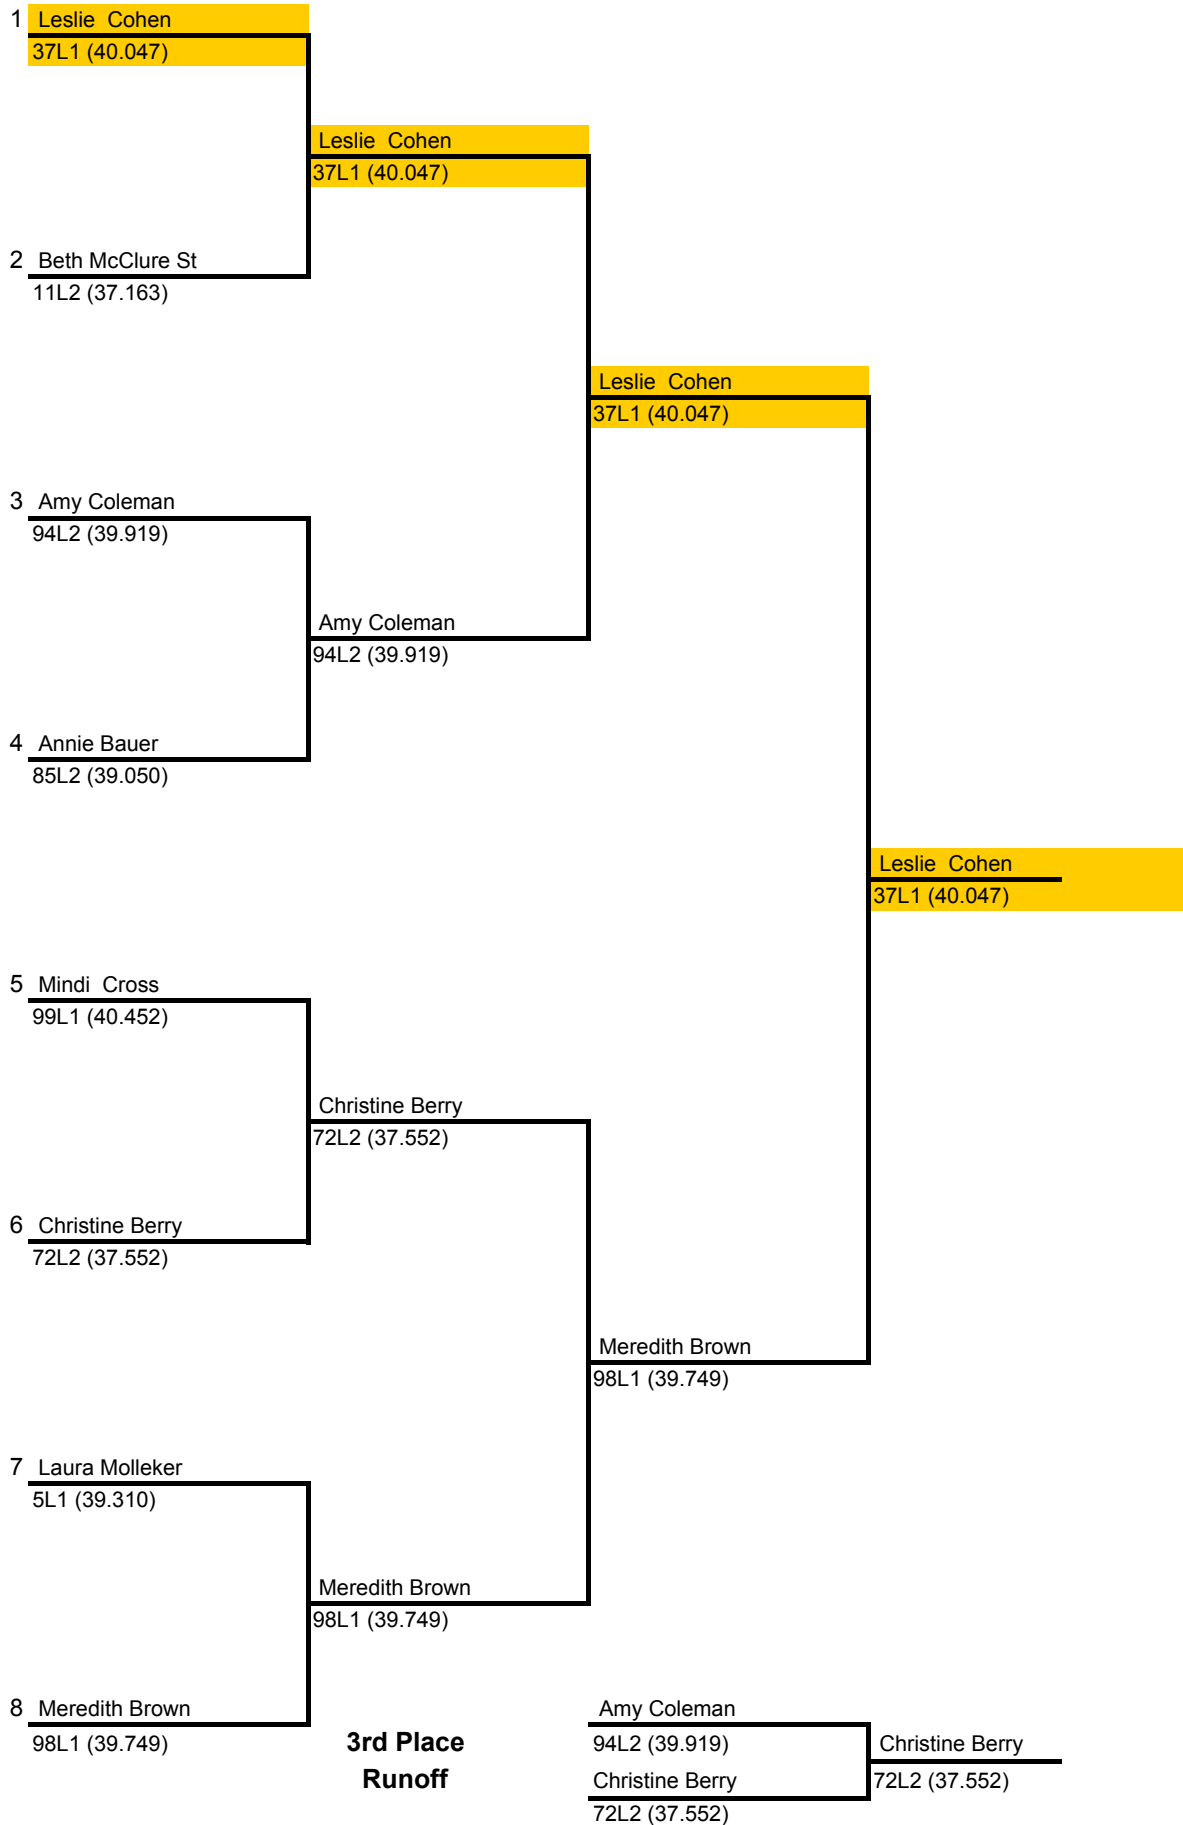 1 Leslie  Cohen
37L1 (40.047)
Leslie  Cohen
37L1 (40.047)
2 Beth McClure St
11L2 (37.163)
Leslie  Cohen
37L1 (40.047)
3 Amy Coleman
94L2 (39.919)
Amy Coleman
94L2 (39.919)
4 Annie Bauer
85L2 (39.050)
Leslie  Cohen
37L1 (40.047)
5 Mindi  Cross
99L1 (40.452)
Christine Berry
72L2 (37.552)
6 Christine Berry
72L2 (37.552)
Meredith Brown
98L1 (39.749)
7 Laura Molleker
5L1 (39.310)
Meredith Brown
98L1 (39.749)
8 Meredith Brown
98L1 (39.749)
3rd Place
Runoff
Amy Coleman
94L2 (39.919)
Christine Berry
72L2 (37.552)
Christine Berry
72L2 (37.552)